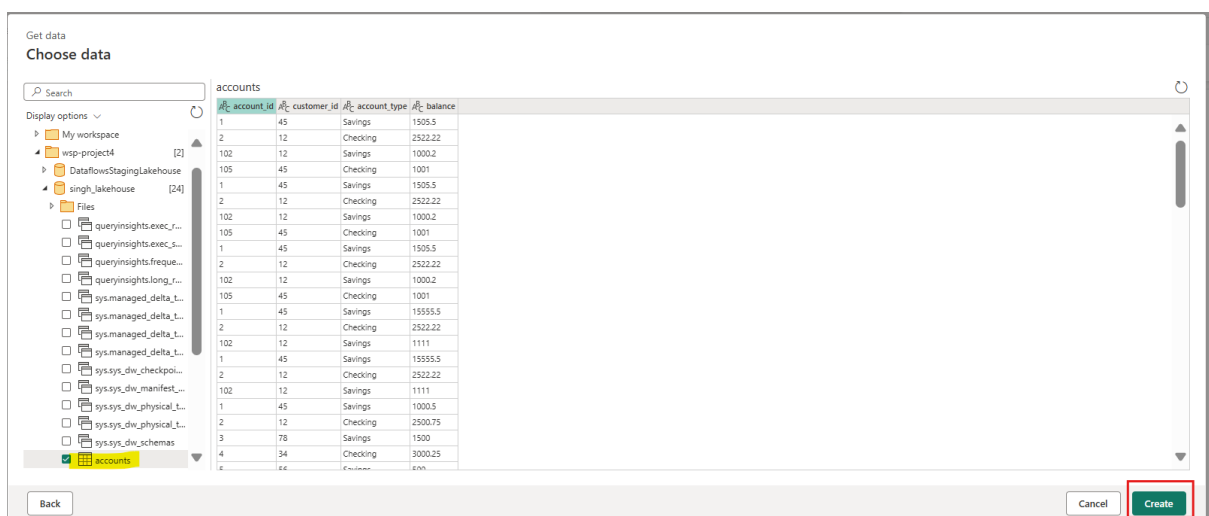 Get data
Choose data
Search
Display options
My workspace
wsp-project4 [2]
DataflowsStagingLakehouse
singh_lakehouse [24]
Files
queryinsights.exec_r...
queryinsights.exec_s...
queryinsights.freque...
queryinsights.long_r...
sys.managed_delta_t...
sys.managed_delta_t...
sys.managed_delta_t...
sys.managed_delta_t...
sys.sys_dw_checkpoi...
sys.sys_dw_manifest_...
sys.sys_dw_physical_t...
sys.sys_dw_physical_t...
sys.sys_dw_schemas
accounts
accounts
ABC account_id ABC customer_id ABC account_type ABC balance
1 45 Savings 1505.5
2 12 Checking 2522.22
102 12 Savings 1000.2
105 45 Checking 1001
1 45 Savings 1505.5
2 12 Checking 2522.22
102 12 Savings 1000.2
105 45 Checking 1001
1 45 Savings 1505.5
2 12 Checking 2522.22
102 12 Savings 1000.2
105 45 Checking 1001
1 45 Savings 15555.5
2 12 Checking 2522.22
102 12 Savings 1111
1 45 Savings 15555.5
2 12 Checking 2522.22
102 12 Savings 1111
1 45 Savings 1000.5
2 12 Checking 2500.75
3 78 Savings 1500
4 34 Checking 3000.25
5 56 Savings 500
Back
Cancel
Create